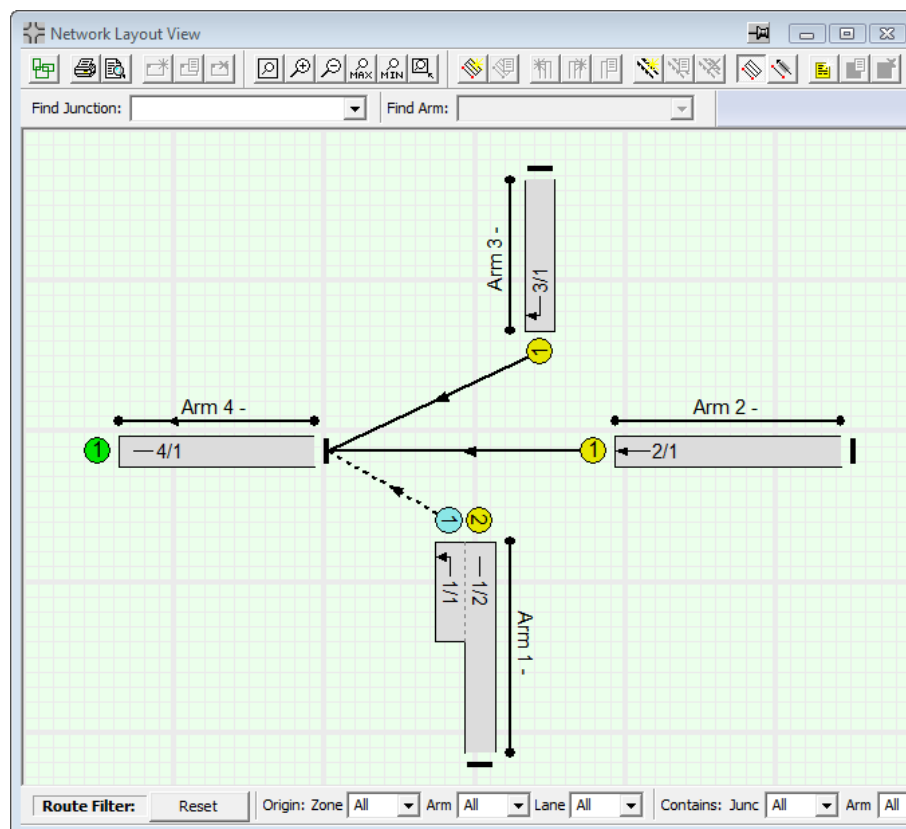 Network Layout View
MAX MIN
Find Junction: Find Arm:
Arm 3 -
3/1
1
Arm 4 -
Arm 2 -
1
4/1
1
2/1
1
2
1/1
1/2
Arm 1 -
Route Filter: Reset Origin: Zone All Arm All Lane All Contains: Junc All Arm All